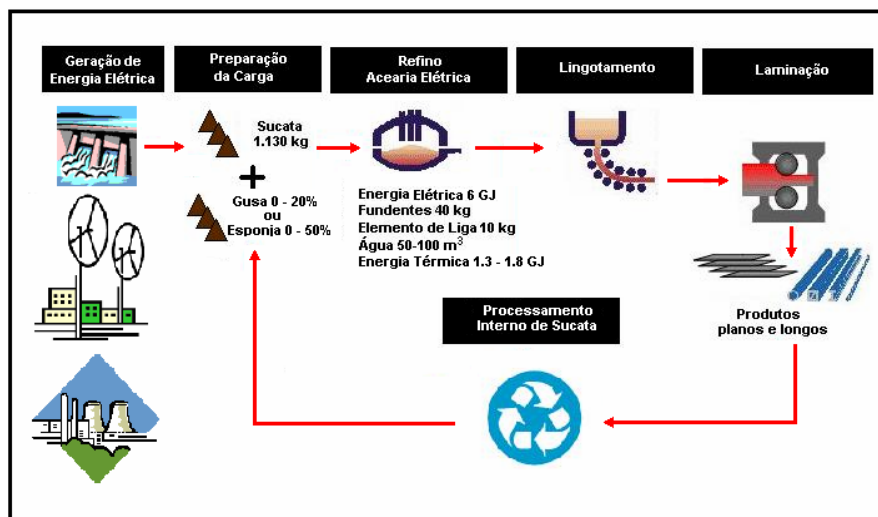 Geração de
Energia Elétrica
Preparação
da Carga
Refino
Acearia Elétrica
Lingotamento
Laminação
Sucata
1.130 kg
Gusa 0 - 20%
ou
Esponja 0 - 50%
Energia Elétrica 6 GJ
Fundentes 40 kg
Elemento de Liga 10 kg
Água 50-100 m³
Energia Térmica 1.3 - 1.8 GJ
Processamento
Interno de Sucata
Produtos
planos e longos